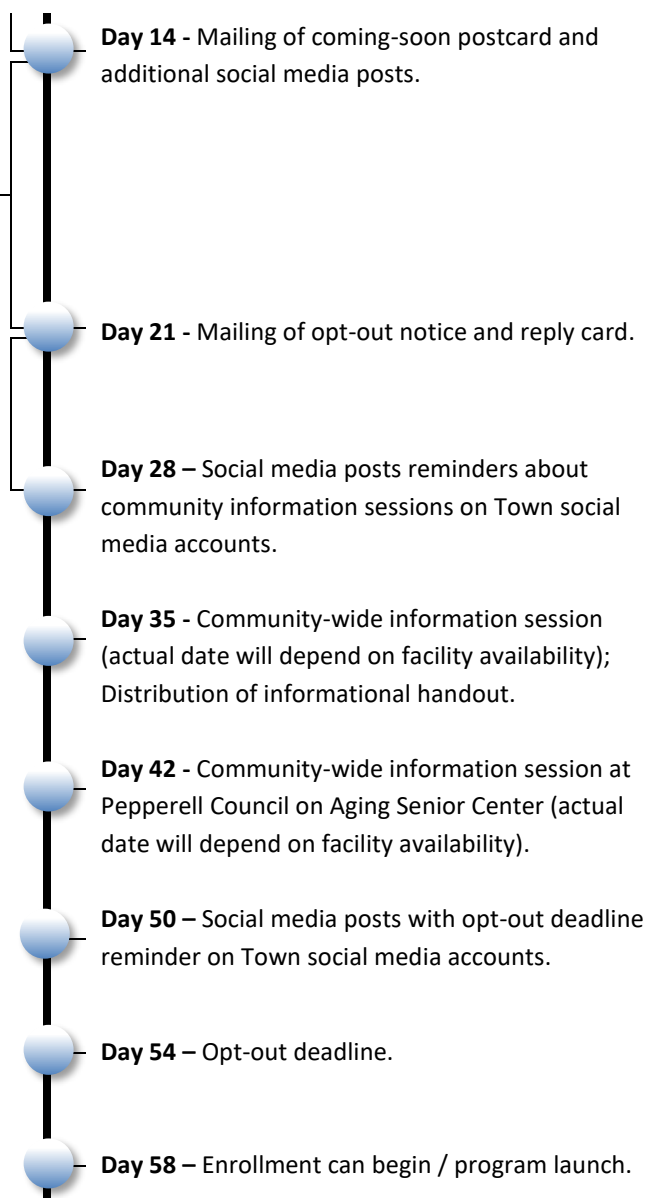 Day 14 - Mailing of coming-soon postcard and
additional social media posts.
Day 21 - Mailing of opt-out notice and reply card.
Day 28 – Social media posts reminders about
community information sessions on Town social
media accounts.
Day 35 - Community-wide information session
(actual date will depend on facility availability);
Distribution of informational handout.
Day 42 - Community-wide information session at
Pepperell Council on Aging Senior Center (actual
date will depend on facility availability).
Day 50 – Social media posts with opt-out deadline
reminder on Town social media accounts.
Day 54 – Opt-out deadline.
Day 58 – Enrollment can begin / program launch.